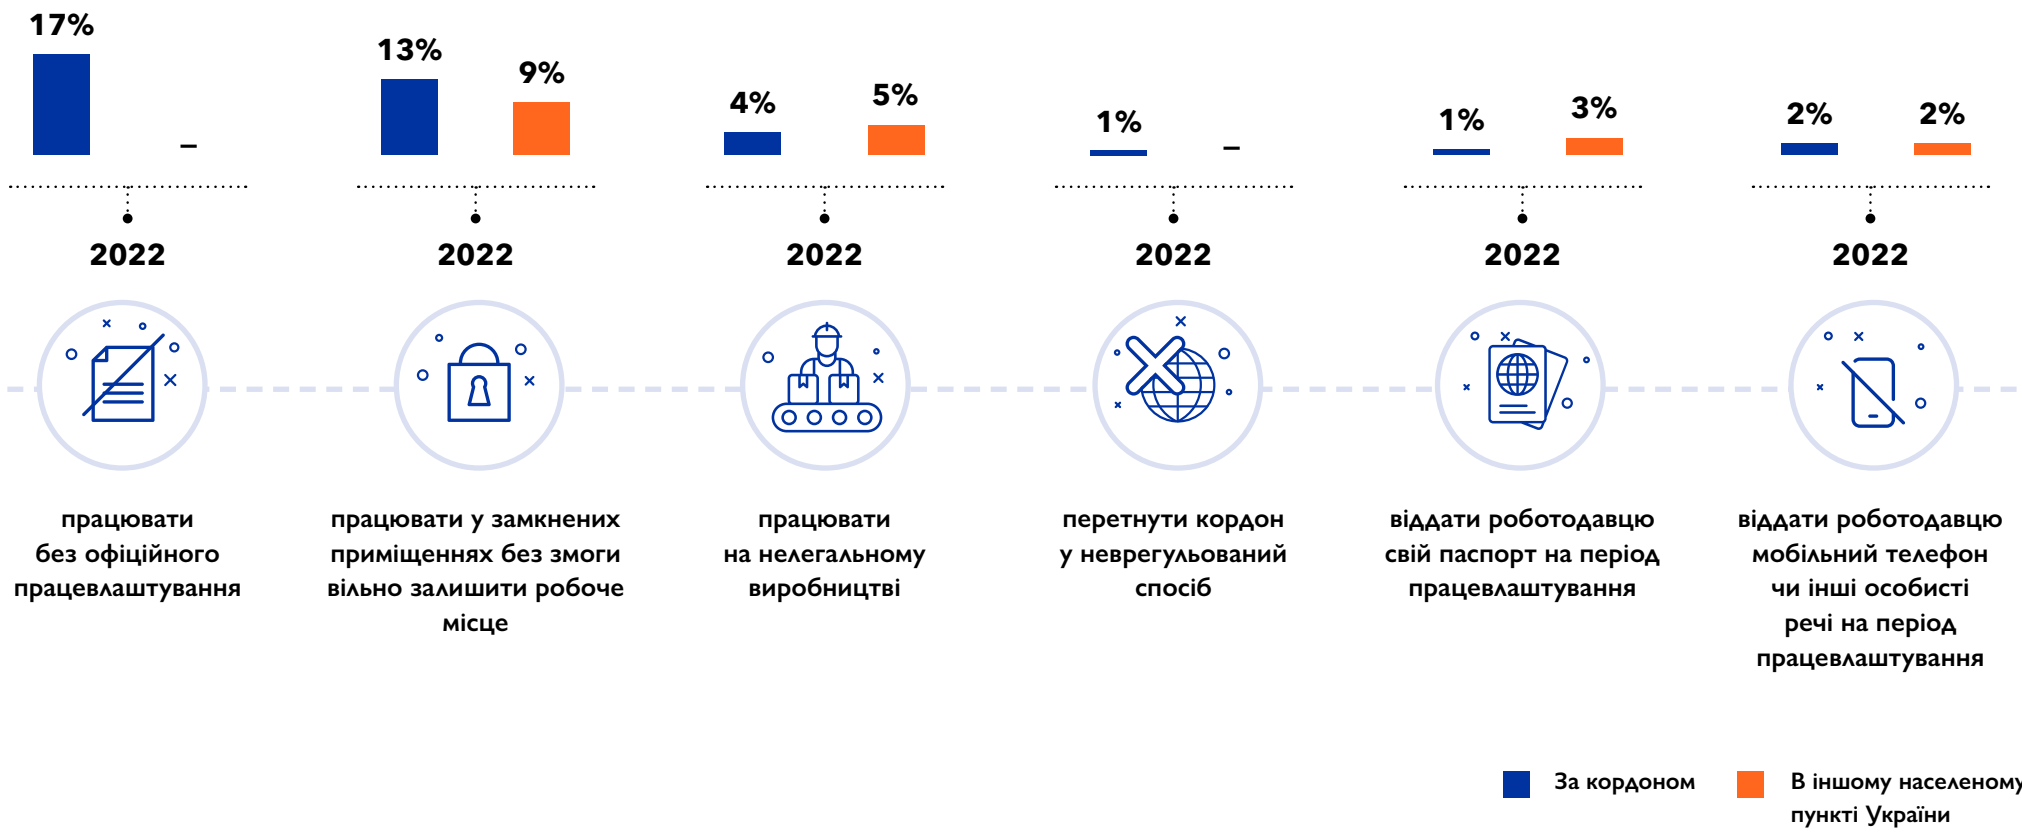 17%
–
2022
працювати
без офіційного
працевлаштування
13%
9%
2022
працювати у замкнених
приміщеннях без змоги
вільно залишити робоче
місце
4%
5%
2022
працювати
на нелегальному
виробництві
1%
–
2022
перетнути кордон
у неврегульований
спосіб
1%
3%
2022
віддати роботодавцю
свій паспорт на період
працевлаштування
2%
2%
2022
віддати роботодавцю
мобільний телефон
чи інші особисті
речі на період
працевлаштування
За кордоном
В іншому населеному
пункті України